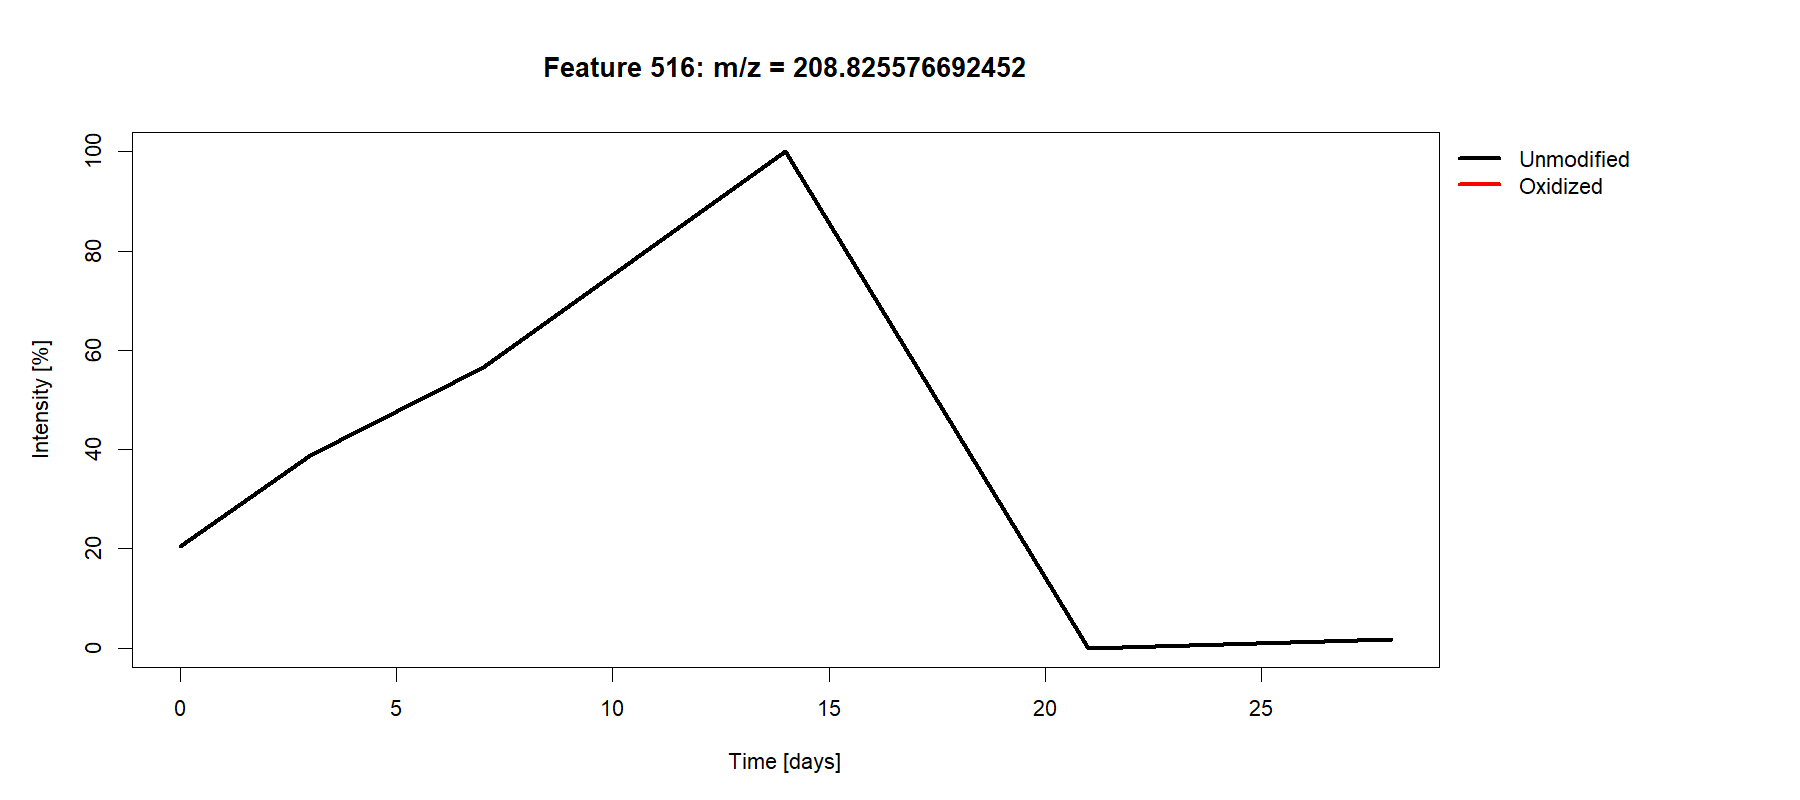 Feature 516: m/z = 208.825576692452
Unmodified
Oxidized
Intensity [%]
100
80
60
40
20
0
0 5 10 15 20 25
Time [days]